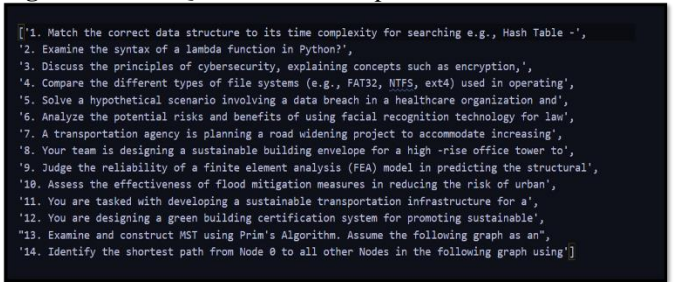 ['1. Match the correct data structure to its time complexity for searching e.g., Hash Table -',
'2. Examine the syntax of a lambda function in Python?',
'3. Discuss the principles of cybersecurity, explaining concepts such as encryption,',
'4. Compare the different types of file systems (e.g., FAT32, NTFS, ext4) used in operating',
'5. Solve a hypothetical scenario involving a data breach in a healthcare organization and',
'6. Analyze the potential risks and benefits of using facial recognition technology for law',
'7. A transportation agency is planning a road widening project to accommodate increasing',
'8. Your team is designing a sustainable building envelope for a high -rise office tower to',
'9. Judge the reliability of a finite element analysis (FEA) model in predicting the structural',
'10. Assess the effectiveness of flood mitigation measures in reducing the risk of urban',
'11. You are tasked with developing a sustainable transportation infrastructure for a',
'12. You are designing a green building certification system for promoting sustainable',
"13. Examine and construct MST using Prim's Algorithm. Assume the following graph as an",
'14. Identify the shortest path from Node 0 to all other Nodes in the following graph using']